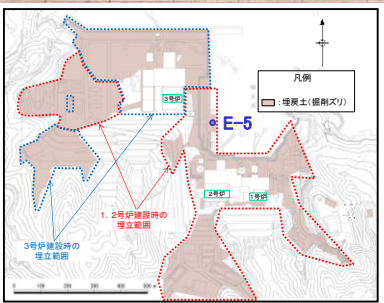 凡例
:埋戻土(掘削ズリ)
3号炉
E-5
2号炉
1号炉
1,2号炉建設時の
埋立範囲
3号炉建設時の
埋立範囲